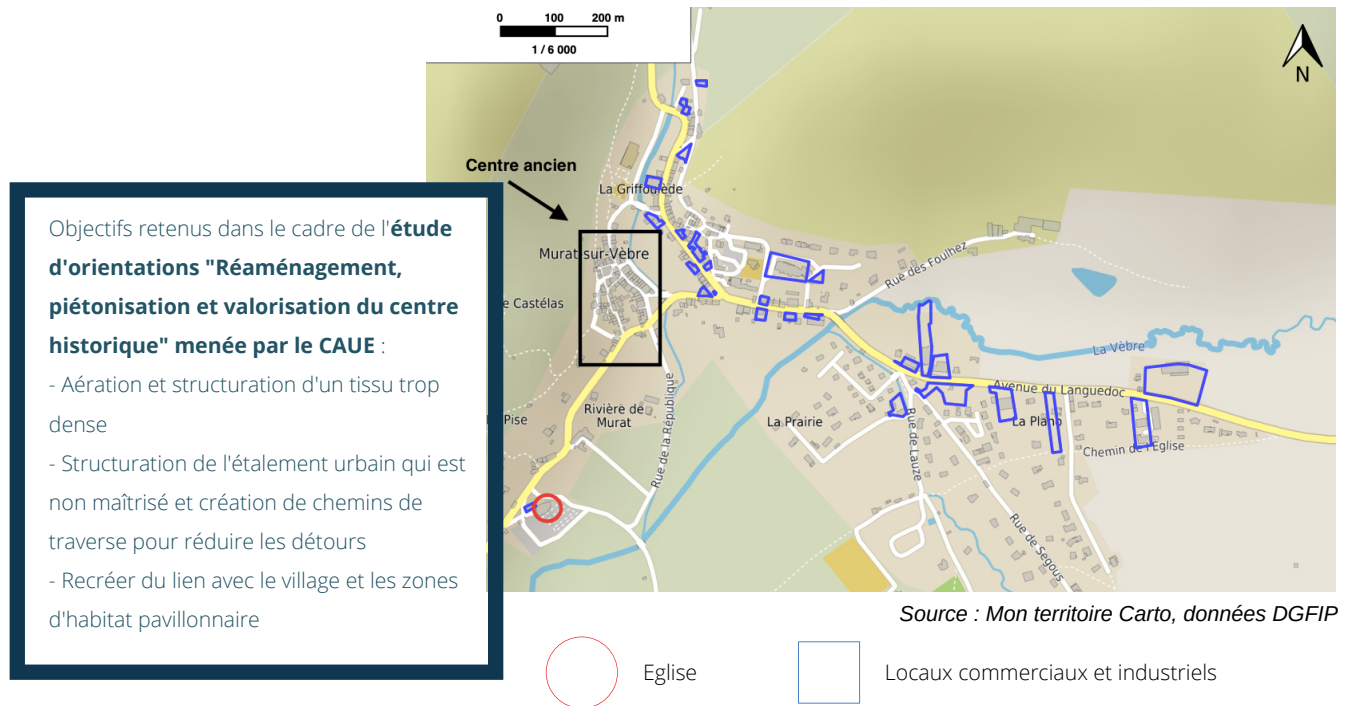 0 100 200 m
1 / 6 000
N
Centre ancien
La Griffoulède
Murat-sur-Vèbre
e Castélas
Rue des Foulhez
La Vèbre
Avenue du Languedoc
Rivière de
Murat
Pise
La Prairie
La Plano
Chemin de l'Eglise
Rue de la République
Rue de Lauze
Rue de Segous
Objectifs retenus dans le cadre de l'étude
d'orientations "Réaménagement,
piétonisation et valorisation du centre
historique" menée par le CAUE :
- Aération et structuration d'un tissu trop
dense
- Structuration de l'étalement urbain qui est
non maîtrisé et création de chemins de
traverse pour réduire les détours
- Recréer du lien avec le village et les zones
d'habitat pavillonnaire
Source : Mon territoire Carto, données DGFIP
Eglise
Locaux commerciaux et industriels